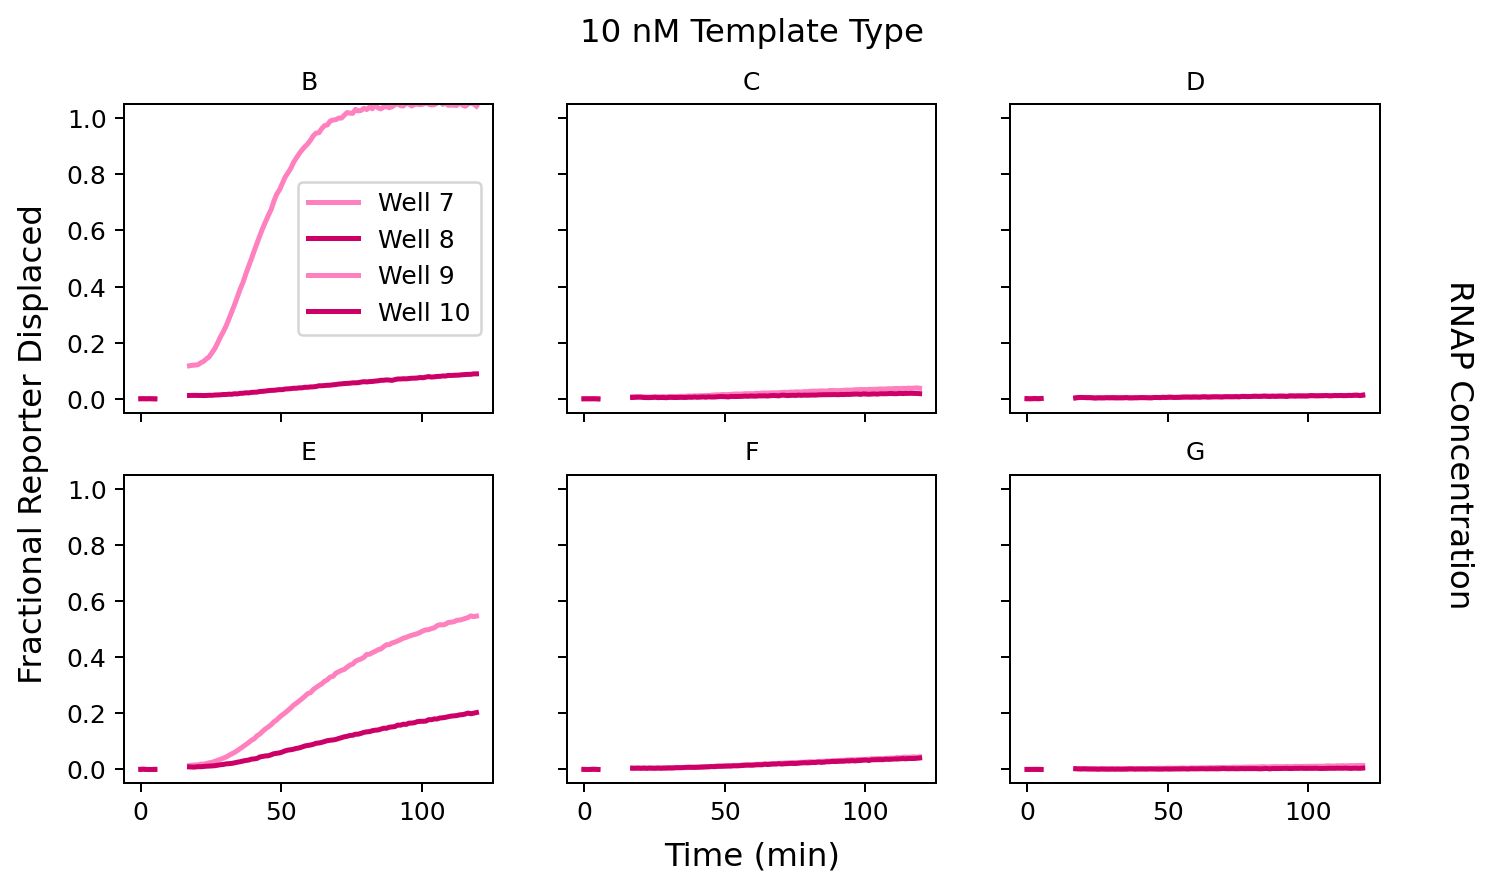 10 nM Template Type
B
C
D
1.0
0.8
0.6
0.4
0.2
0.0
Well 7
Well 8
Well 9
Well 10
Fractional Reporter Displaced
RNAP Concentration
E
F
G
1.0
0.8
0.6
0.4
0.2
0.0
0
50
100
0
50
100
0
50
100
Time (min)